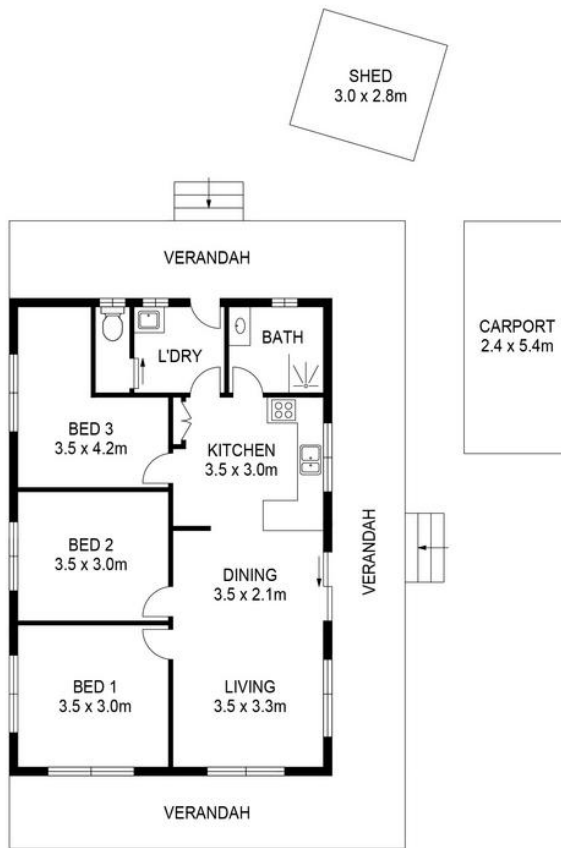 SHED
3.0 x 2.8m
VERANDAH
CARPORT
2.4 x 5.4m
L'DRY
BATH
BED 3
3.5 x 4.2m
KITCHEN
3.5 x 3.0m
BED 2
3.5 x 3.0m
DINING
3.5 x 2.1m
VERANDAH
BED 1
3.5 x 3.0m
LIVING
3.5 x 3.3m
VERANDAH